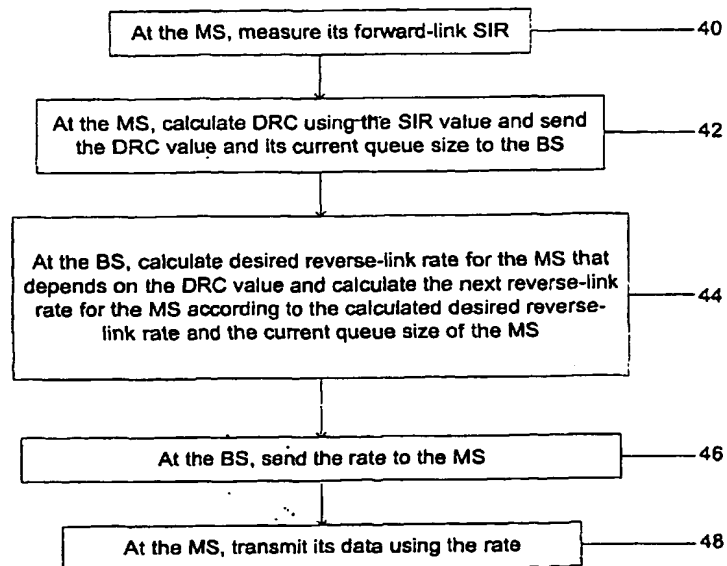 At the MS, measure its forward-link SIR
40
At the MS, calculate DRC using the SIR value and send
the DRC value and its current queue size to the BS
42
At the BS, calculate desired reverse-link rate for the MS that
depends on the DRC value and calculate the next reverse-link
rate for the MS according to the calculated desired reverse-
link rate and the current queue size of the MS
44
At the BS, send the rate to the MS
46
At the MS, transmit its data using the rate
48